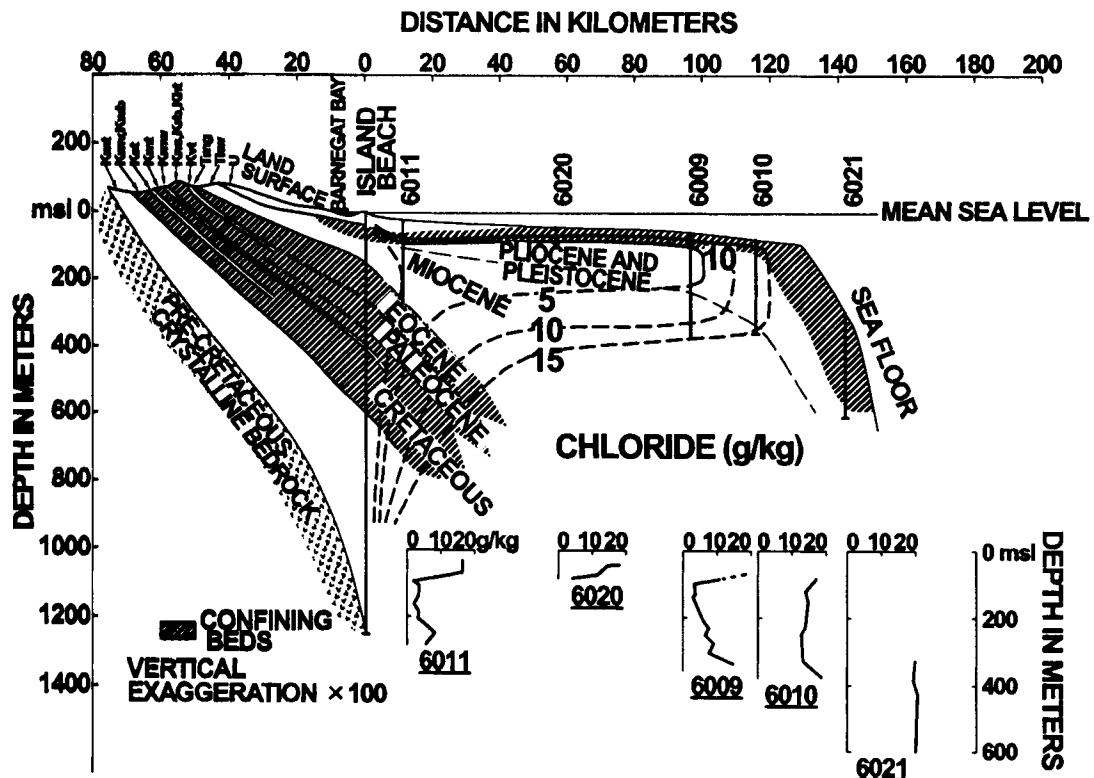 DISTANCE IN KILOMETERS
80 60 40 20 0 20 40 60 80 100 120 140 160 180 200
200
msl 0
200
400
600
800
1000
1200
1400
DEPTH IN METERS
Ket
Kmt
Kvt
Tmg
U
LAND
SURFACE
BARNEGAT BAY
ISLAND
BEACH
6011
6020
6009
6010
6021
MEAN SEA LEVEL
PLIOCENE AND
PLEISTOCENE
MIOCENE
EOCENE
PALEOCENE
CRETACEOUS
PRE-CRETACEOUS
CRYSTALLINE BEDROCK
5
10
15
10
SEA FLOOR
CHLORIDE (g/kg)
CONFINING
BEDS
VERTICAL
EXAGGERATION ×100
0 10 20 g/kg
6011
0 10 20
6020
0 10 20
6009
0 10 20
6010
0 10 20
6021
0 msl
200
400
600
DEPTH IN METERS